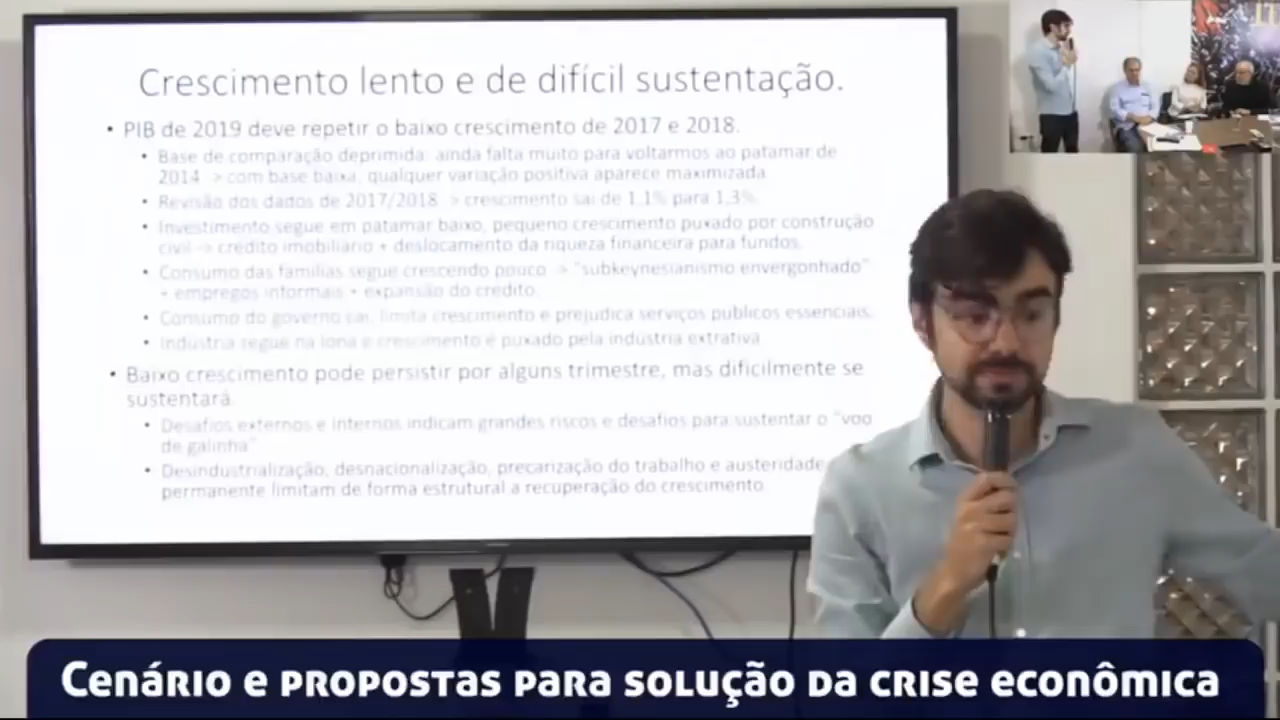 Crescimento lento e de difícil sustentação.
• PIB de 2019 deve repetir o baixo crescimento de 2017 e 2018.
• Base de comparação deprimida: ainda falta muito para voltarmos ao patamar de
2014 -> com base baixa, qualquer variação positiva aparece maximizada.
• Revisão dos dados de 2017/2018 -> crescimento sai de 1.1% para 1,3%.
• Investimento segue em patamar baixo, pequeno crescimento puxado por construção
civil -> credito imobiliario + deslocamento da riqueza financeira para fundos.
• Consumo das famílias segue crescendo pouco -> "subkeynesianismo envergonhado"
+ empregos informais + expansão do credito.
• Consumo do governo cai, limita crescimento e prejudica serviços públicos essenciais.
• Industria segue na lona e crescimento é puxado pela industria extrativa
• Baixo crescimento pode persistir por alguns trimestre, mas dificilmente se
sustentará
• Desafios externos e internos indicam grandes riscos e desafios para sustentar o "voo
de galinha"
• Desindustrialização, desnacionalização, precarização do trabalho e austeridade
permanente limitam de forma estrutural a recuperação do crescimento
Cenário e propostas para solução da crise econômica